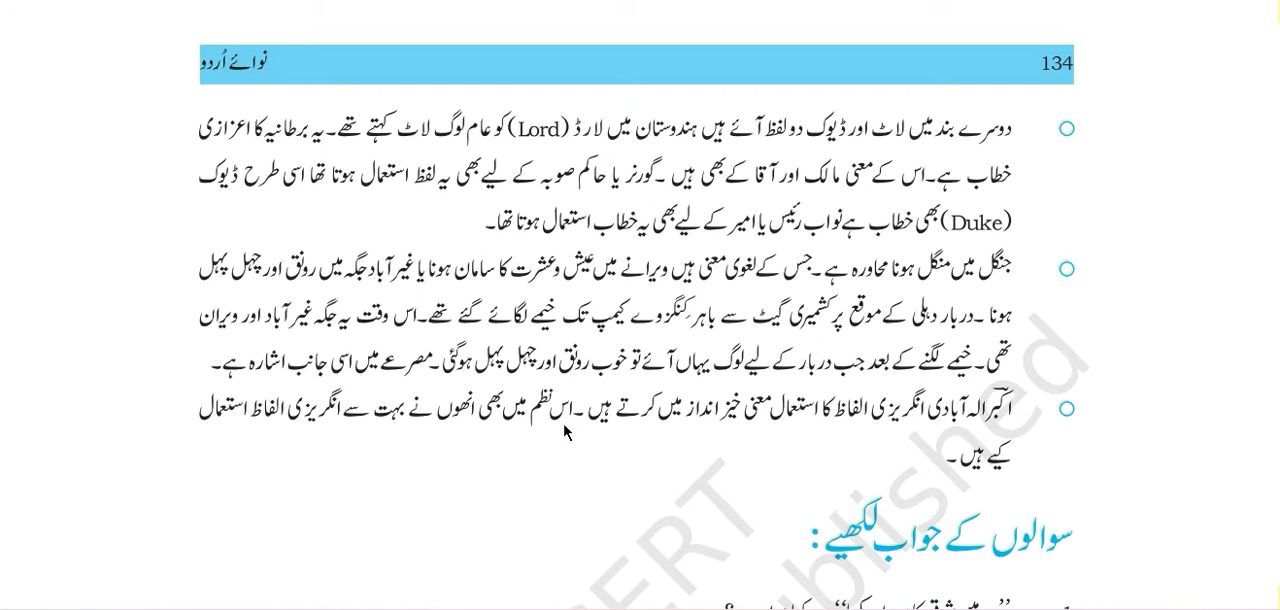 134 نوائے اُردو
دوسرے بند میں لاٹ اور ڈیوک دو لفظ آئے ہیں ہندوستان میں لارڈ (Lord) کو عام لوگ لاٹ کہتے تھے۔ یہ برطانیہ کا اعزازی
خطاب ہے۔ اس کے معنی مالک اور آقا کے بھی ہیں ۔ گورنر یا حاکم صوبہ کے لیے بھی یہ لفظ استعمال ہوتا تھا اسی طرح ڈیوک
(Duke) بھی خطاب ہے نواب رئیس یا امیر کے لیے بھی یہ خطاب استعمال ہوتا تھا۔
جنگل میں منگل ہونا محاورہ ہے ۔ جس کے لغوی معنی ہیں ویرانے میں عیش و عشرت کا سامان ہونا یا غیر آباد جگہ میں رونق اور چہل پہل
ہونا ۔ دربار دہلی کے موقع پر کشمیری گیٹ سے باہر کِنگز وے کیمپ تک خیمے لگائے گئے تھے۔ اس وقت یہ جگہ غیر آباد اور ویران
تھی ۔ خیمے لگنے کے بعد جب دربار کے لیے لوگ یہاں آئے تو خوب رونق اور چہل پہل ہوگئی ۔ مصرعے میں اسی جانب اشارہ ہے۔
اکبرؔ الہ آبادی انگریزی الفاظ کا استعمال معنی خیز انداز میں کرتے ہیں ۔ اس نظم میں بھی انھوں نے بہت سے انگریزی الفاظ استعمال
کیے ہیں ۔
سوالوں کے جواب لکھیے :
NCERT
published